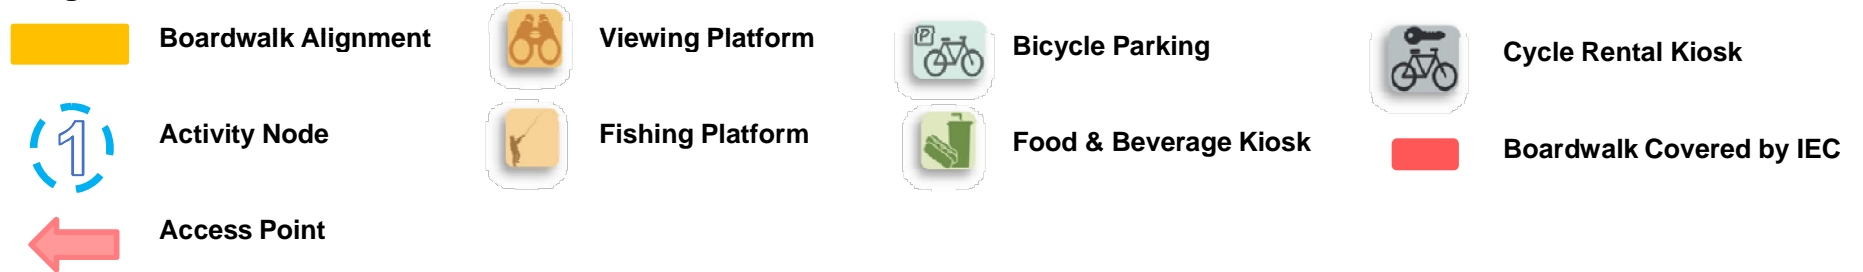 Boardwalk Alignment
Viewing Platform
P
Bicycle Parking
Cycle Rental Kiosk
1
Activity Node
Fishing Platform
Food & Beverage Kiosk
Boardwalk Covered by IEC
Access Point